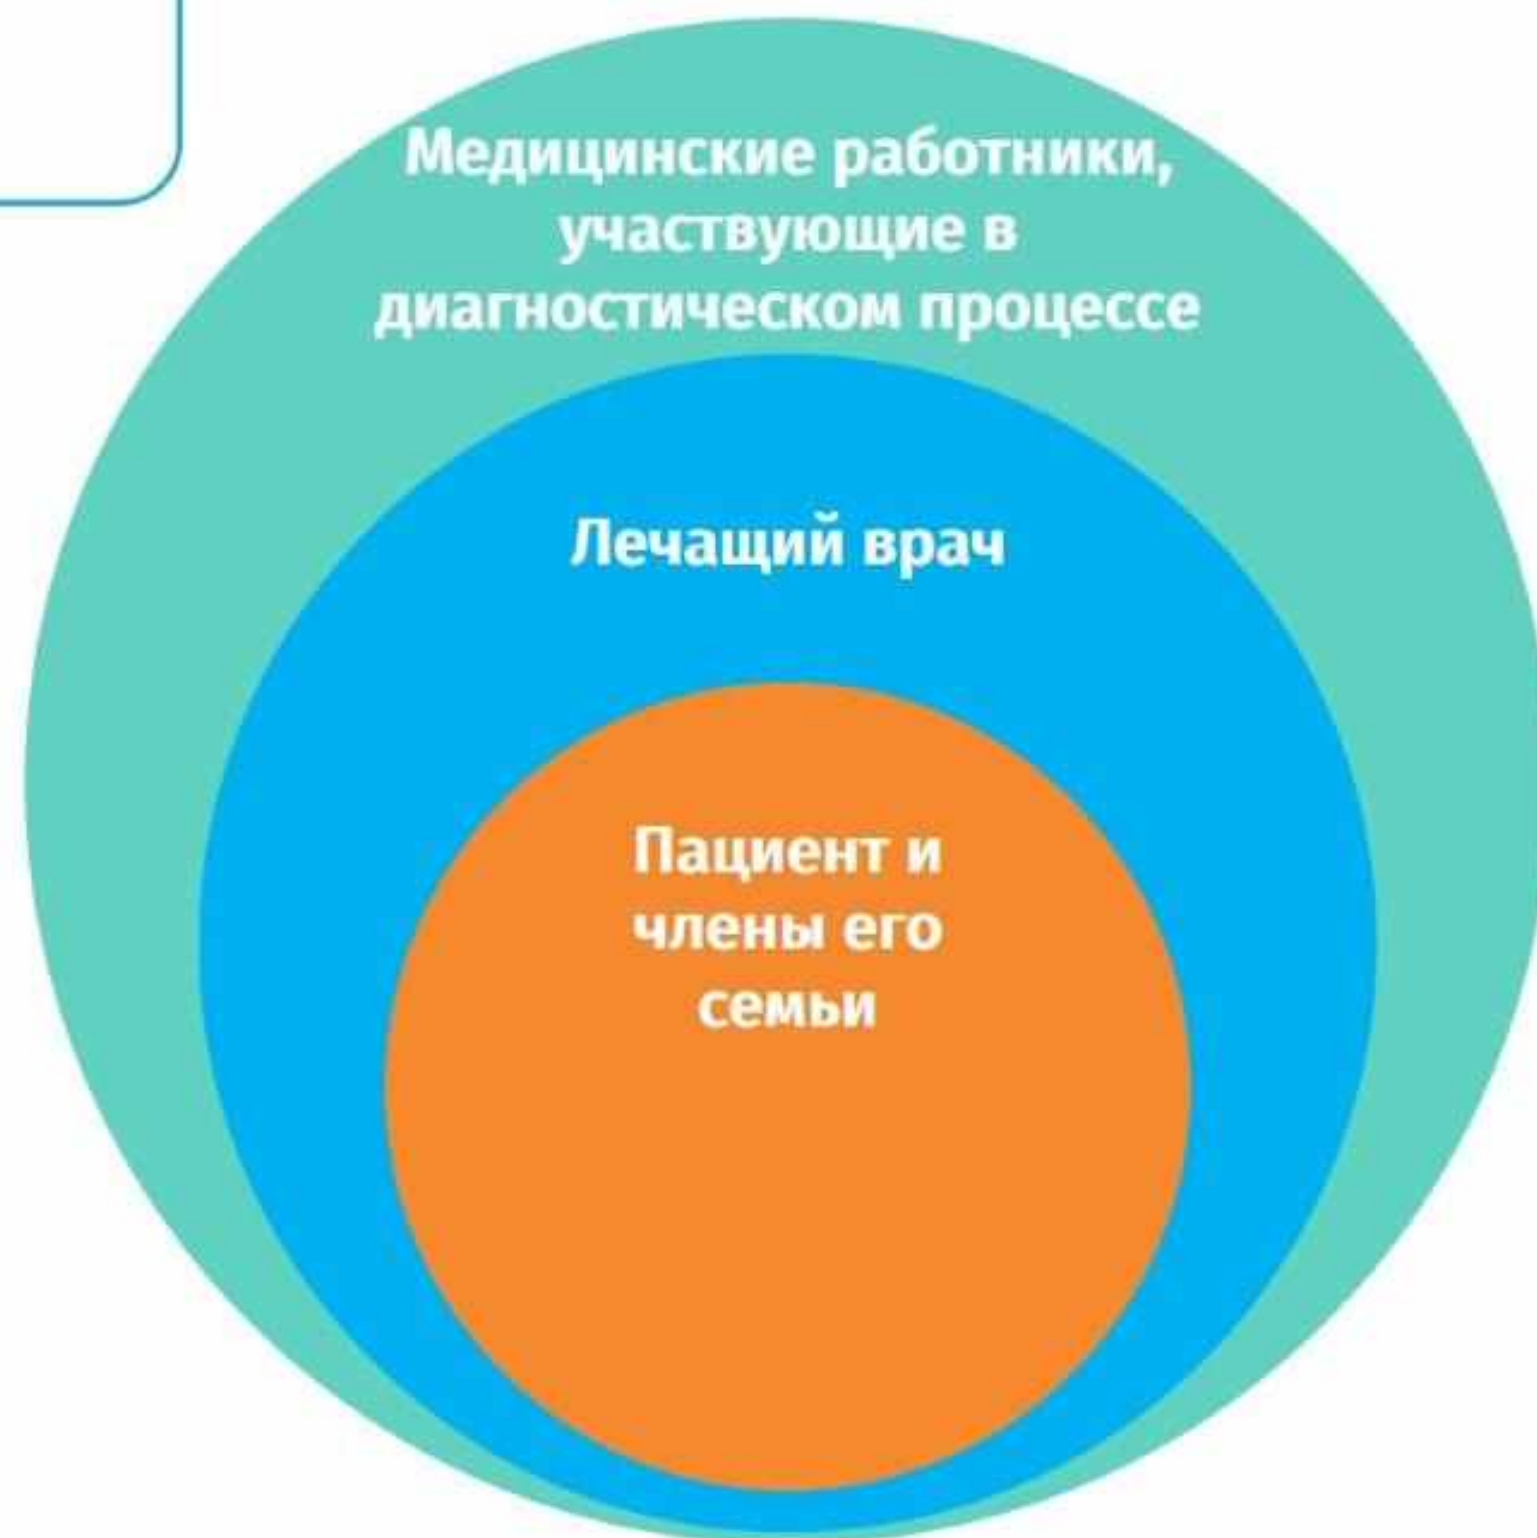 Медицинские работники,
участвующие в
диагностическом процессе
Лечащий врач
Пациент и
члены его
семьи